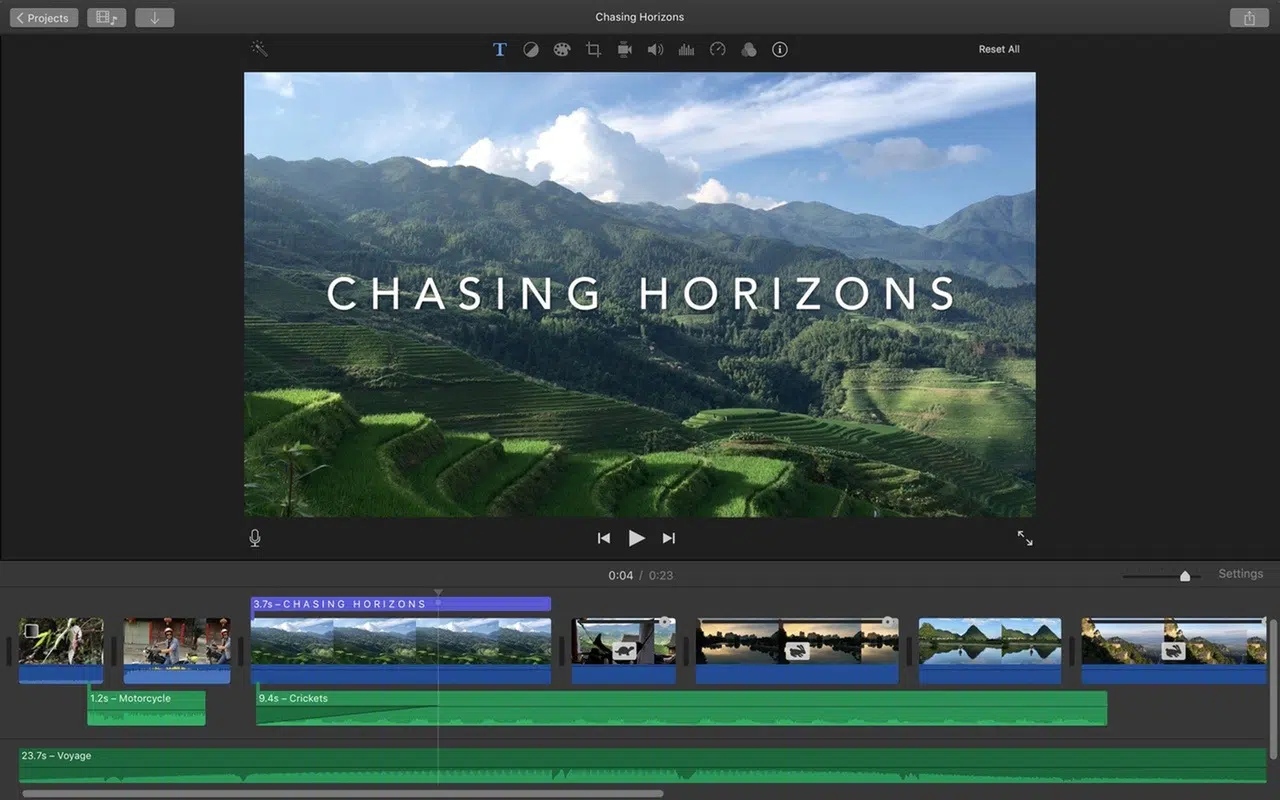 Projects
Chasing Horizons
T
Reset All
CHASING HORIZONS
0:04 / 0:23
Settings
3.7s – CHASING HORIZONS
1.2s – Motorcycle
9.4s – Crickets
23.7s – Voyage